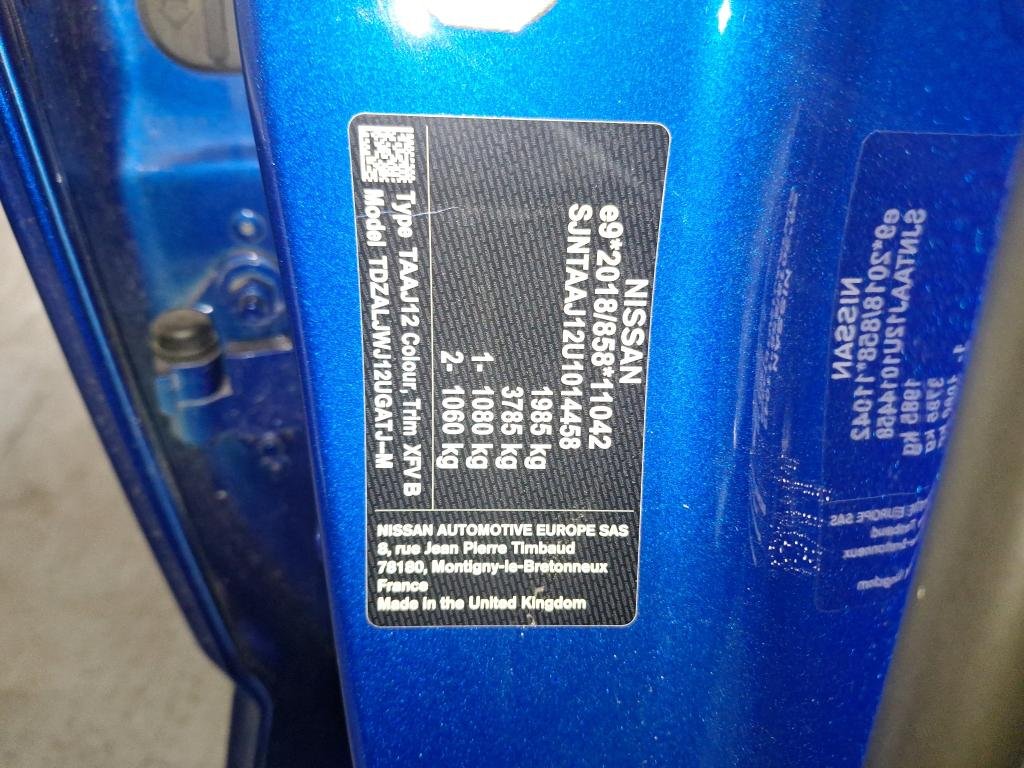 NISSAN
e9*2018/858*11042
SJNTAAJ12U1014458
1985 kg
3785 kg
1- 1080 kg
2- 1060 kg
Type TAAJ12 Colour, Trim XFV B
Model TDZALJWJ12UGATJ--M
NISSAN AUTOMOTIVE EUROPE SAS
8, rue Jean Pierre Timbaud
78180, Montigny-le-Bretonneux
France
Made in the United Kingdom